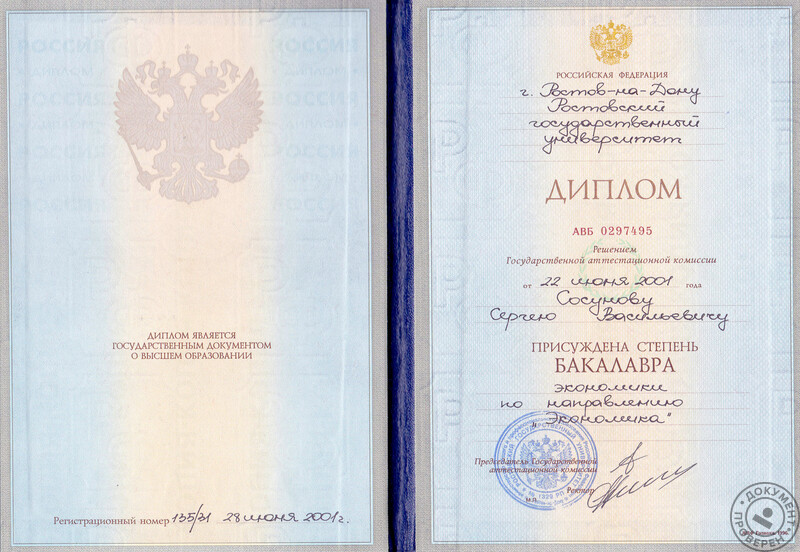 РОССИЯ
ДИПЛОМ
ДИПЛОМ ЯВЛЯЕТСЯ
ГОСУДАРСТВЕННЫМ ДОКУМЕНТОМ
О ВЫСШЕМ ОБРАЗОВАНИИ
Регистрационный номер 135/31 28 июня 2001г.
РОССИЙСКАЯ ФЕДЕРАЦИЯ
г. Ростов-на-Дону
Ростовский
государственный
университет
ДИПЛОМ
АВБ 0297495
Решением
Государственной аттестационной комиссии
от 22 июня 2001 года
Сосунову
Сергею Васильевичу
ПРИСУЖДЕНА СТЕПЕНЬ
БАКАЛАВРА
экономики
по направлению
"Экономика"
Председатель Государственной
аттестационной комиссии
Ректор
М.П.
ДОКУМЕНТ
ПРОВЕРЕН